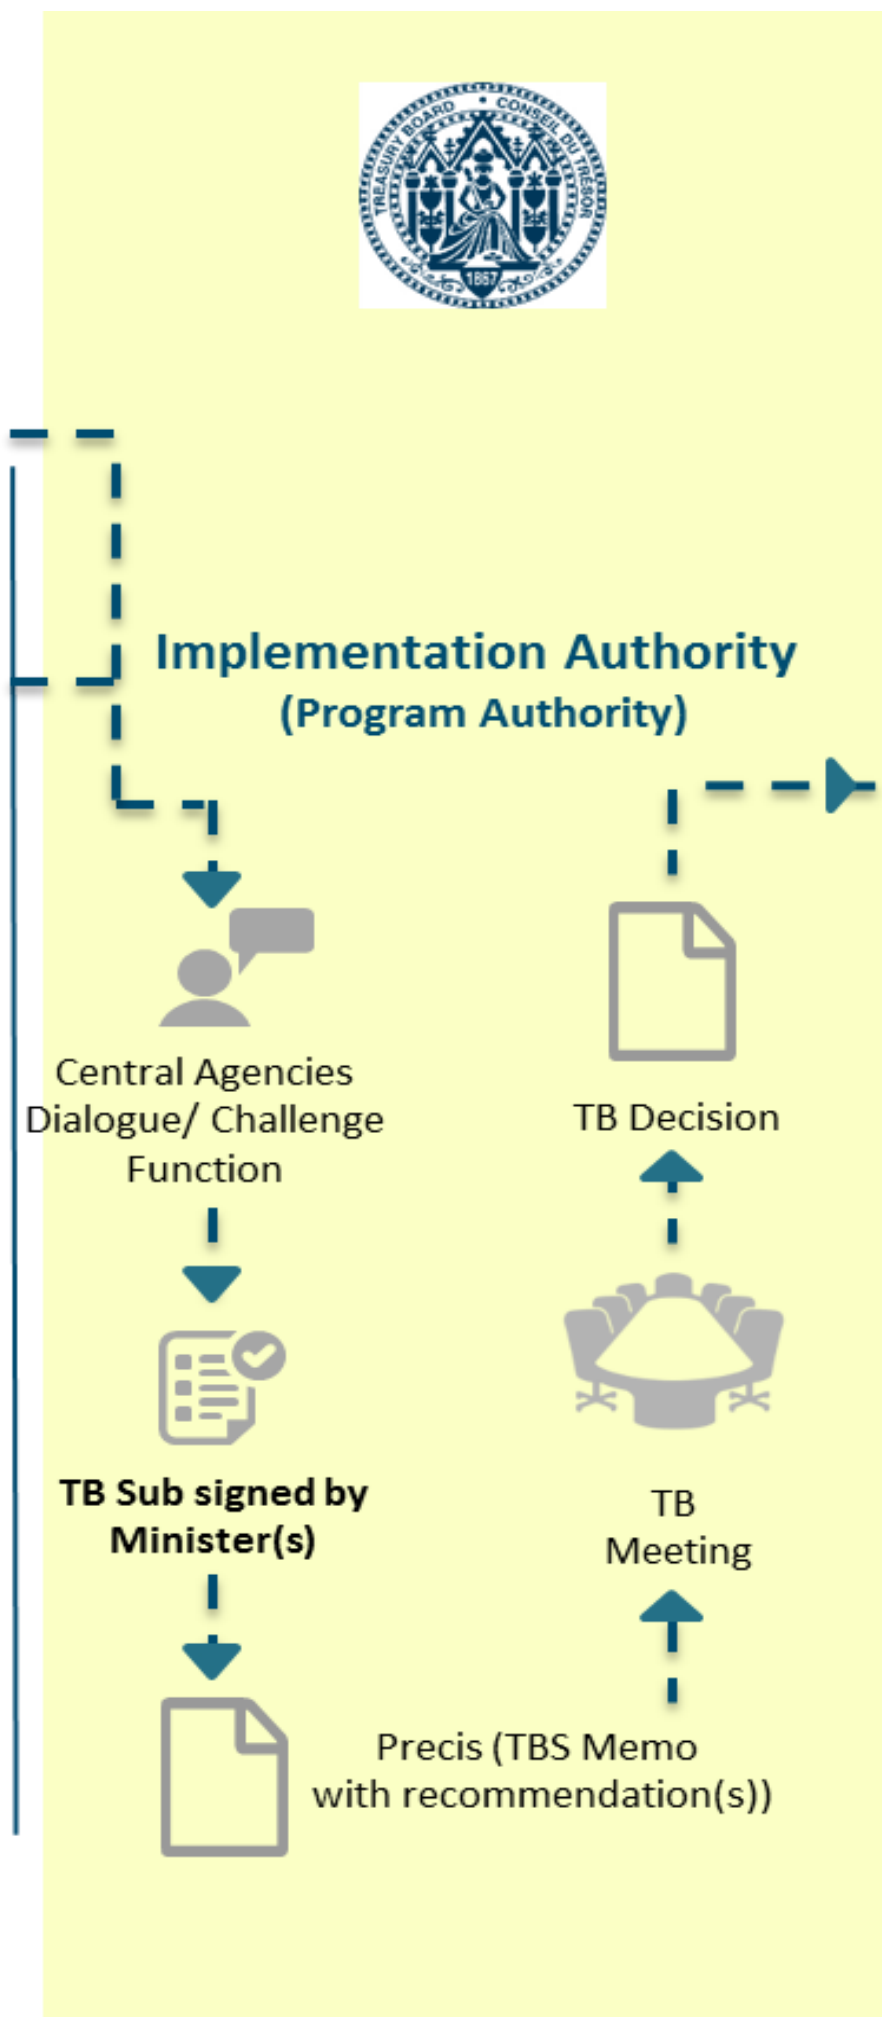 TREASURY BOARD • CONSEIL DU TRÉSOR
1867
Implementation Authority
(Program Authority)
Central Agencies
Dialogue/ Challenge
Function
TB Sub signed by
Minister(s)
Precis (TBS Memo
with recommendation(s))
TB
Meeting
TB Decision